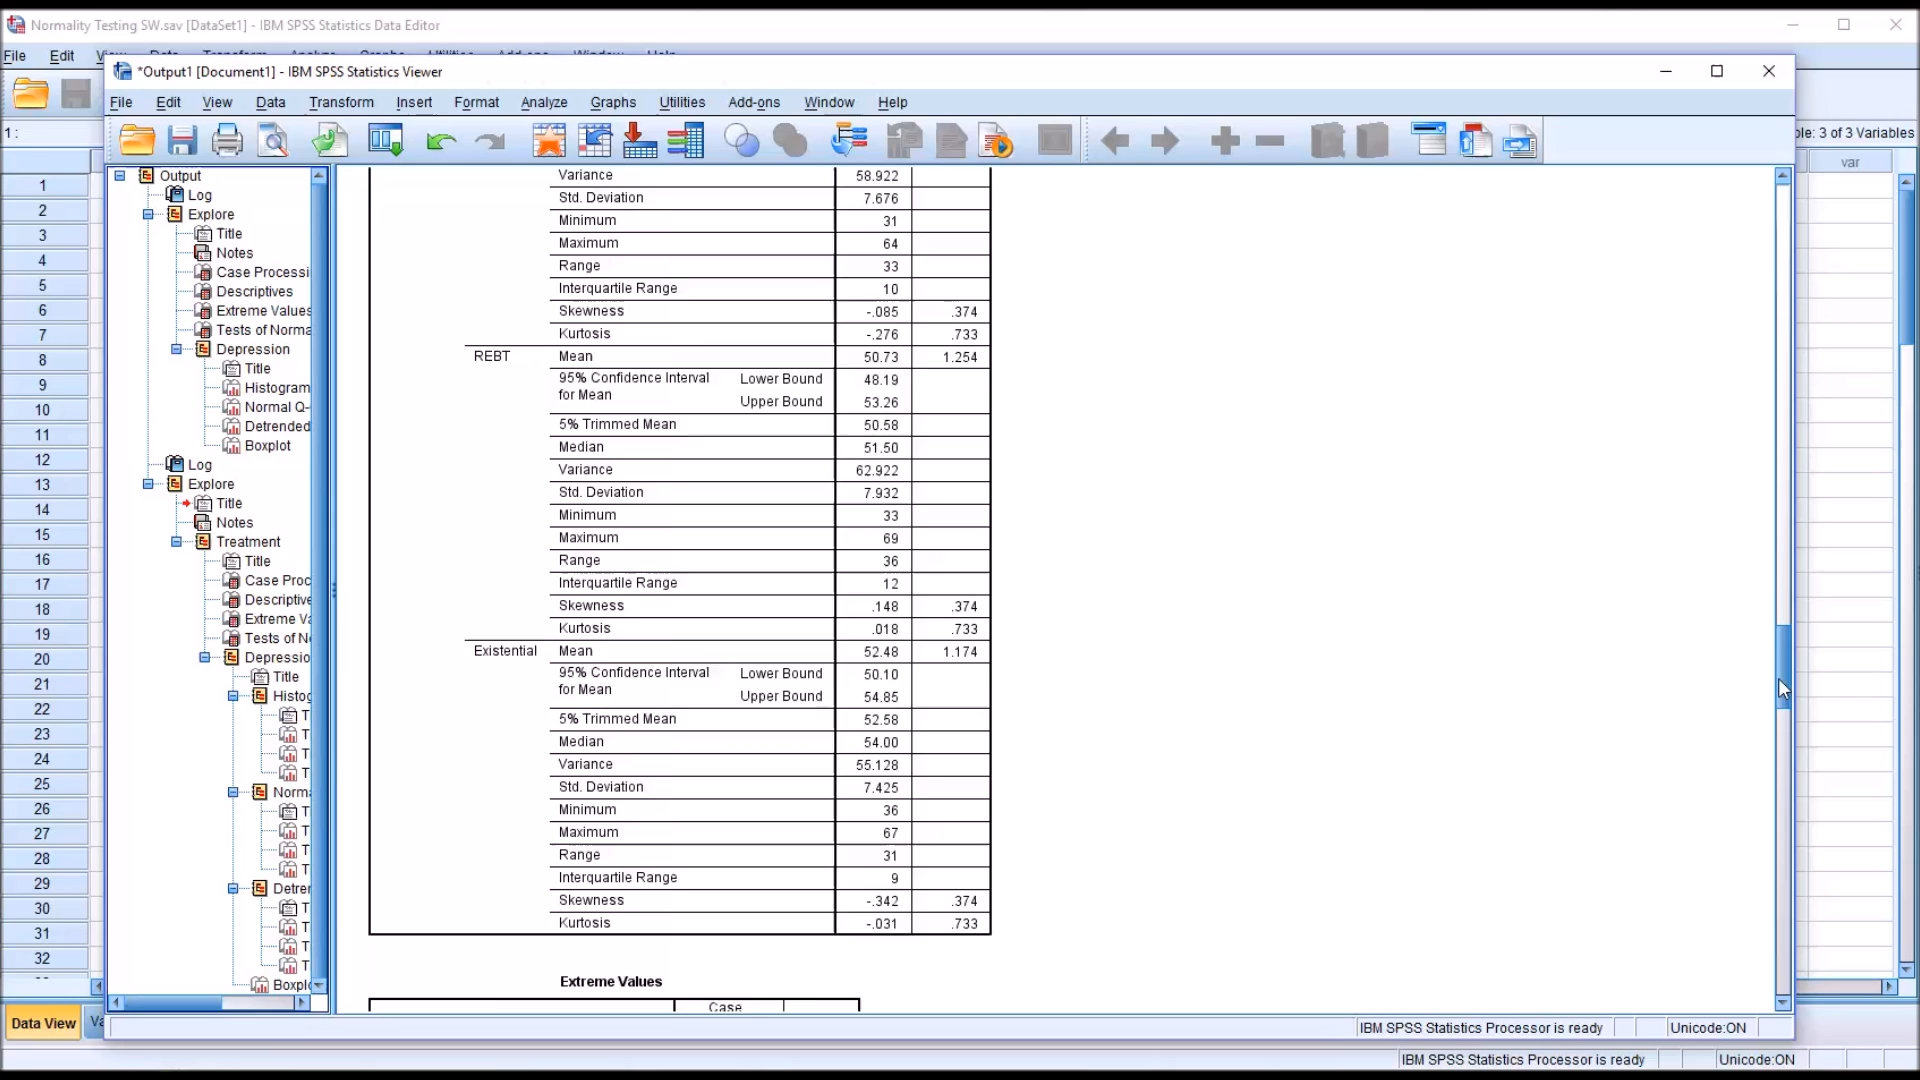 Normality Testing SW.sav [DataSet1] - IBM SPSS Statistics Data Editor
File Edit
*Output1 [Document1] - IBM SPSS Statistics Viewer
File Edit View Data Transform Insert Format Analyze Graphs Utilities Add-ons Window Help
1 :
ple: 3 of 3 Variables
var
1
2
3
4
5
6
7
8
9
10
11
12
13
14
15
16
17
18
19
20
21
22
23
24
25
26
27
28
29
30
31
32
Output
Log
Explore
Title
Notes
Case Processi
Descriptives
Extreme Values
Tests of Norma
Depression
Title
Histogram
Normal Q-
Detrended
Boxplot
Log
Explore
Title
Notes
Treatment
Title
Case Proc
Descriptive
Extreme Va
Tests of No
Depressio
Title
Histog
T
T
T
T
Norma
T
T
T
T
Detren
T
T
T
T
Boxplo
Variance 58.922
Std. Deviation 7.676
Minimum 31
Maximum 64
Range 33
Interquartile Range 10
Skewness -.085 .374
Kurtosis -.276 .733
REBT Mean 50.73 1.254
95% Confidence Interval Lower Bound 48.19
for Mean Upper Bound 53.26
5% Trimmed Mean 50.58
Median 51.50
Variance 62.922
Std. Deviation 7.932
Minimum 33
Maximum 69
Range 36
Interquartile Range 12
Skewness .148 .374
Kurtosis .018 .733
Existential Mean 52.48 1.174
95% Confidence Interval Lower Bound 50.10
for Mean Upper Bound 54.85
5% Trimmed Mean 52.58
Median 54.00
Variance 55.128
Std. Deviation 7.425
Minimum 36
Maximum 67
Range 31
Interquartile Range 9
Skewness -.342 .374
Kurtosis -.031 .733
Extreme Values
Case
Data View Va
IBM SPSS Statistics Processor is ready Unicode:ON
IBM SPSS Statistics Processor is ready Unicode:ON